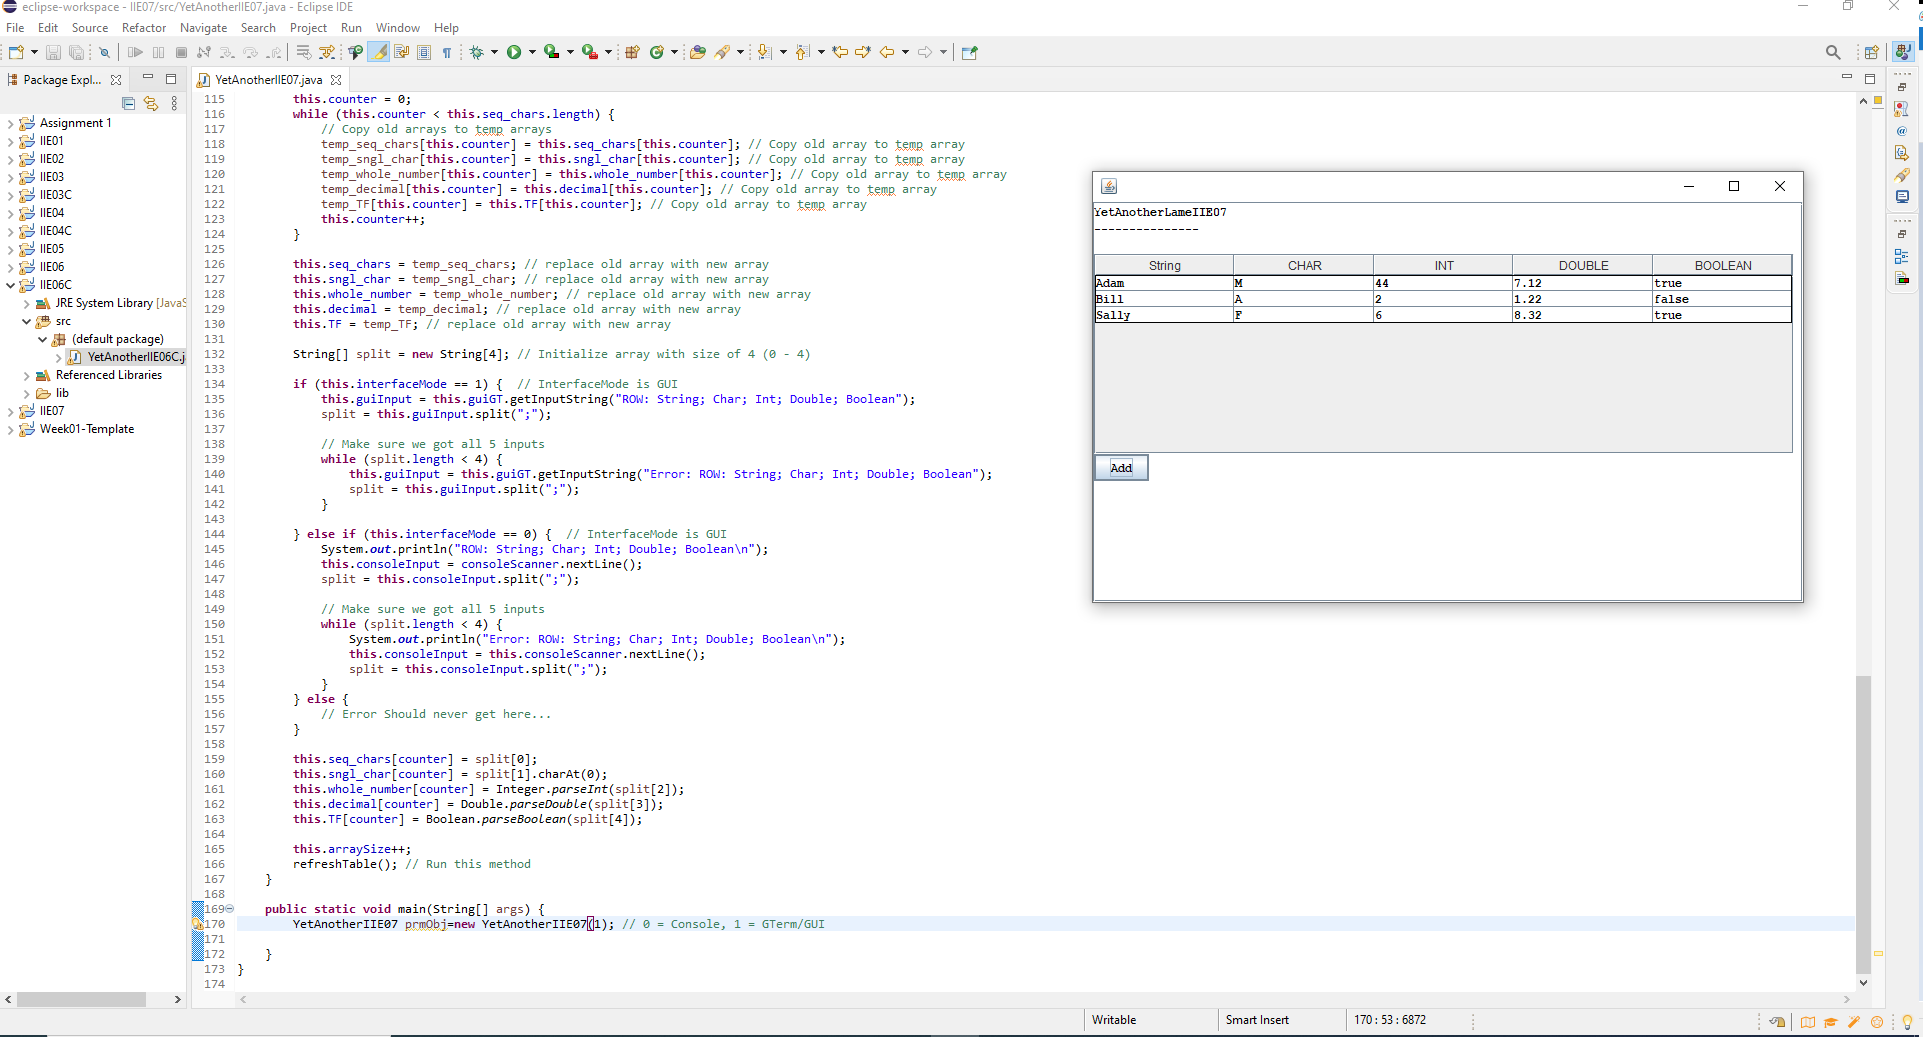 eclipse-workspace - IIE07/src/YetAnotherIIE07.java - Eclipse IDE
File Edit Source Refactor Navigate Search Project Run Window Help
Package Expl...
YetAnotherIIE07.java
Assignment 1
IIE01
IIE02
IIE03
IIE03C
IIE04
IIE04C
IIE05
IIE06
IIE06C
JRE System Library [JavaS
src
(default package)
YetAnotherIIE06C.j
Referenced Libraries
lib
IIE07
Week01-Template
115 this.counter = 0;
116 while (this.counter < this.seq_chars.length) {
117 // Copy old arrays to temp arrays
118 temp_seq_chars[this.counter] = this.seq_chars[this.counter]; // Copy old array to temp array
119 temp_sngl_char[this.counter] = this.sngl_char[this.counter]; // Copy old array to temp array
120 temp_whole_number[this.counter] = this.whole_number[this.counter]; // Copy old array to temp array
121 temp_decimal[this.counter] = this.decimal[this.counter]; // Copy old array to temp array
122 temp_TF[this.counter] = this.TF[this.counter]; // Copy old array to temp array
123 this.counter++;
124 }
125
126 this.seq_chars = temp_seq_chars; // replace old array with new array
127 this.sngl_char = temp_sngl_char; // replace old array with new array
128 this.whole_number = temp_whole_number; // replace old array with new array
129 this.decimal = temp_decimal; // replace old array with new array
130 this.TF = temp_TF; // replace old array with new array
131
132 String[] split = new String[4]; // Initialize array with size of 4 (0 - 4)
133
134 if (this.interfaceMode == 1) { // InterfaceMode is GUI
135 this.guiInput = this.guiGT.getInputString("ROW: String; Char; Int; Double; Boolean");
136 split = this.guiInput.split(";");
137
138 // Make sure we got all 5 inputs
139 while (split.length < 4) {
140 this.guiInput = this.guiGT.getInputString("Error: ROW: String; Char; Int; Double; Boolean");
141 split = this.guiInput.split(";");
142 }
143
144 } else if (this.interfaceMode == 0) { // InterfaceMode is GUI
145 System.out.println("ROW: String; Char; Int; Double; Boolean\n");
146 this.consoleInput = consoleScanner.nextLine();
147 split = this.consoleInput.split(";");
148
149 // Make sure we got all 5 inputs
150 while (split.length < 4) {
151 System.out.println("Error: ROW: String; Char; Int; Double; Boolean\n");
152 this.consoleInput = this.consoleScanner.nextLine();
153 split = this.consoleInput.split(";");
154 }
155 } else {
156 // Error Should never get here...
157 }
158
159 this.seq_chars[counter] = split[0];
160 this.sngl_char[counter] = split[1].charAt(0);
161 this.whole_number[counter] = Integer.parseInt(split[2]);
162 this.decimal[counter] = Double.parseDouble(split[3]);
163 this.TF[counter] = Boolean.parseBoolean(split[4]);
164
165 this.arraySize++;
166 refreshTable(); // Run this method
167 }
168
169 public static void main(String[] args) {
170 YetAnotherIIE07 prmObj=new YetAnotherIIE07(1); // 0 = Console, 1 = GTerm/GUI
171
172 }
173 }
174
YetAnotherLameIIE07
---------------
String CHAR INT DOUBLE BOOLEAN
Adam M 44 7.12 true
Bill A 2 1.22 false
Sally F 6 8.32 true
Add
Writable Smart Insert 170 : 53 : 6872